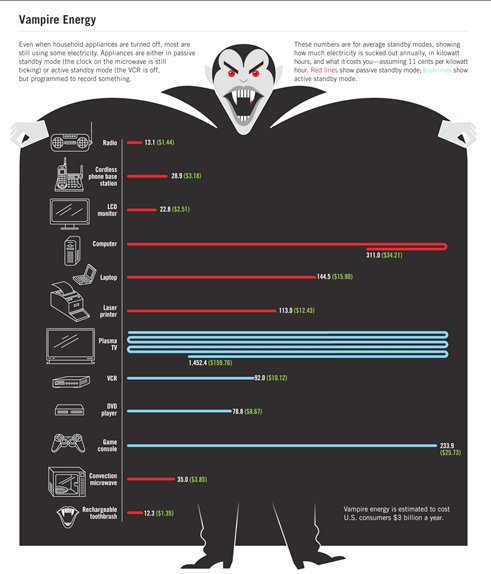 Vampire Energy
Even when household appliances are turned off, most are
still using some electricity. Appliances are either in passive
standby mode (the clock on the microwave is still
ticking) or active standby mode (the VCR is off,
but programmed to record something.
These numbers are for average standby modes, showing
how much electricity is sucked out annually, in kilowatt
hours, and what it costs you—assuming 11 cents per kilowatt
hour. Red lines show passive standby mode; blue lines show
active standby mode.
Radio
13.1 ($1.44)
Cordless
phone base
station
28.9 ($3.18)
LCD
monitor
22.8 ($2.51)
Computer
311.0 ($34.21)
Laptop
144.5 ($15.90)
Laser
printer
113.0 ($12.43)
Plasma
TV
1,452.4 ($159.76)
VCR
92.0 ($10.12)
DVD
player
78.8 ($8.67)
Game
console
233.9
($25.73)
Convection
microwave
35.0 ($3.85)
Rechargeable
toothbrush
12.3 ($1.35)
Vampire energy is estimated to cost
U.S. consumers $3 billion a year.